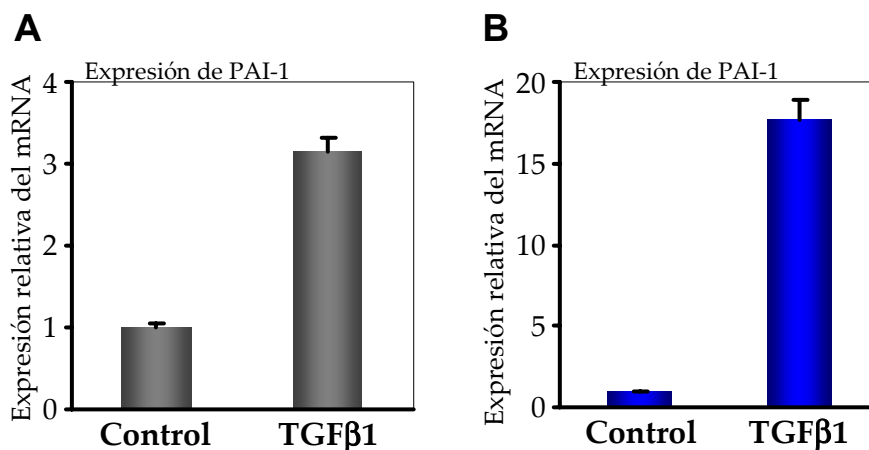 A
Expresión de PAI-1
Expresión relativa del mRNA
4
3
2
1
0
Control TGFβ1
B
Expresión de PAI-1
Expresión relativa del mRNA
20
15
10
5
0
Control TGFβ1